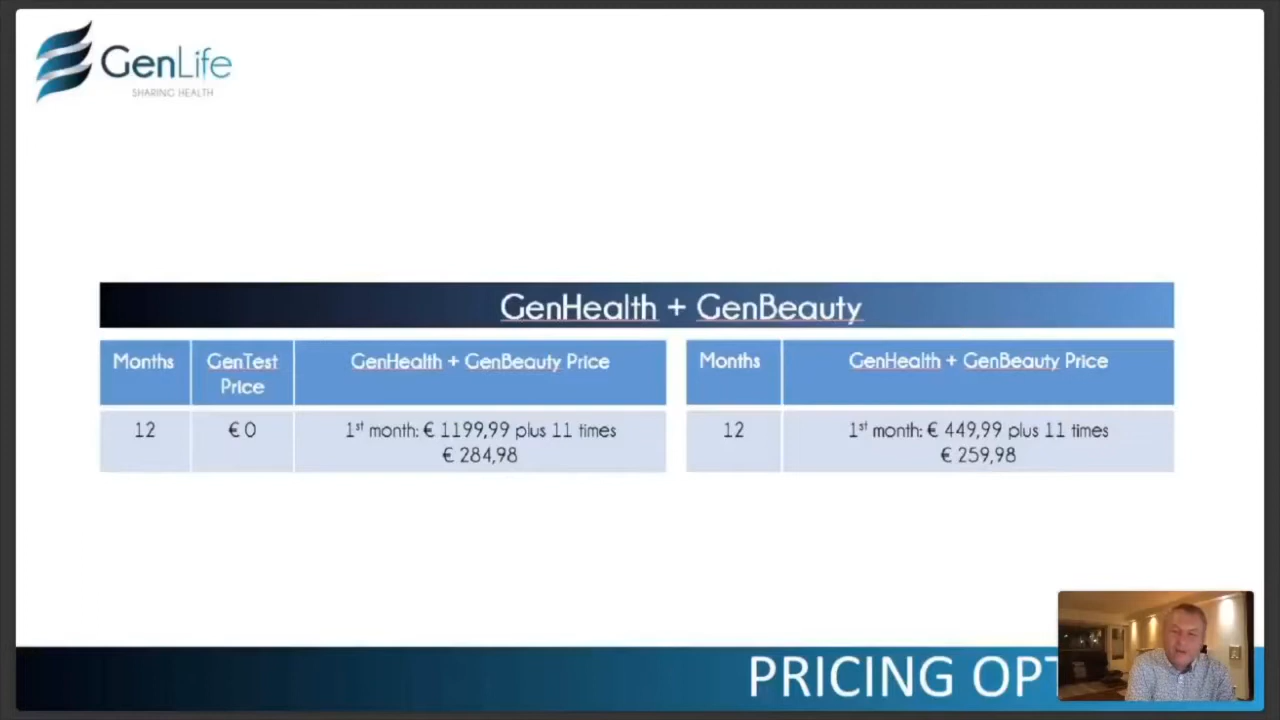 GenLife
SHARING HEALTH
GenHealth + GenBeauty
Months
GenTest
Price
GenHealth + GenBeauty Price
12
€ 0
1st month: € 1199,99 plus 11 times
€ 284,98
Months
GenHealth + GenBeauty Price
12
1st month: € 449,99 plus 11 times
€ 259,98
PRICING OPT